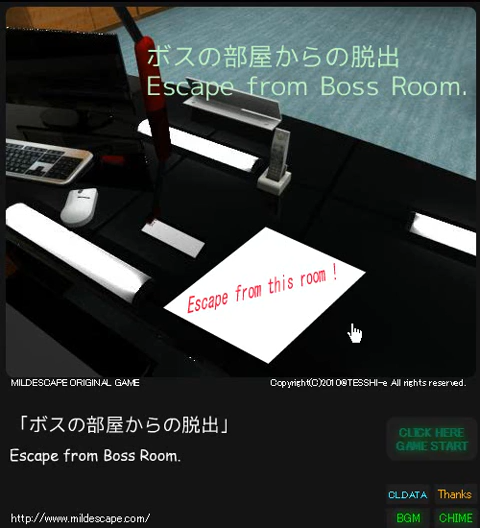 ボスの部屋からの脱出
Escape from Boss Room.
Escape from this room !
MILDESCAPE ORIGINAL GAME
Copyright(C)2010@TESSHI-e All rights reserved.
「ボスの部屋からの脱出」
Escape from Boss Room.
CLICK HERE
GAME START
CLDATA
Thanks
http://www.mildescape.com/
BGM
CHIME